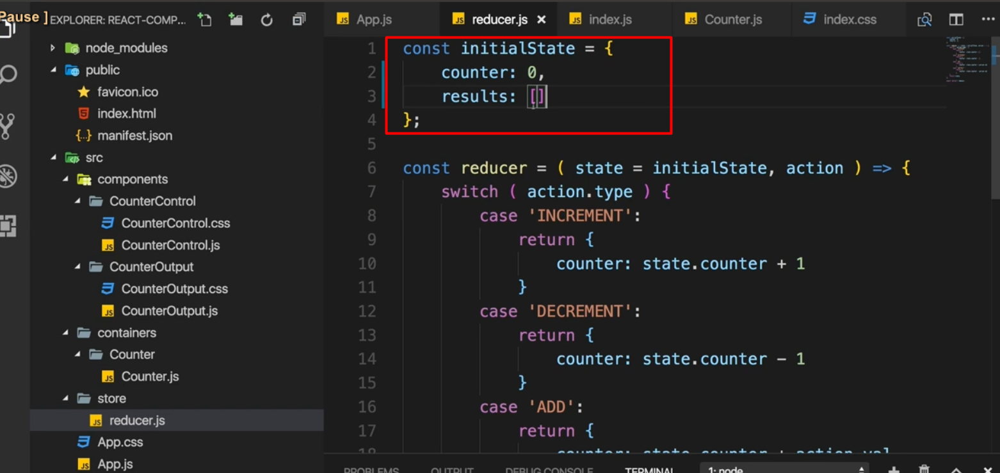 Pause ]
EXPLORER: REACT-COMP...
node_modules
public
favicon.ico
index.html
manifest.json
src
components
CounterControl
CounterControl.css
CounterControl.js
CounterOutput
CounterOutput.css
CounterOutput.js
containers
Counter
Counter.js
store
reducer.js
App.css
App.js
App.js
reducer.js
index.js
Counter.js
index.css
1 const initialState = {
2 counter: 0,
3 results: []
4 };
5
6 const reducer = ( state = initialState, action ) => {
7 switch ( action.type ) {
8 case 'INCREMENT':
9 return {
10 counter: state.counter + 1
11 }
12 case 'DECREMENT':
13 return {
14 counter: state.counter - 1
15 }
16 case 'ADD':
17 return {
18 counter: state.counter + action.val
PROBLEMS OUTPUT DEBUG CONSOLE TERMINAL 1: node